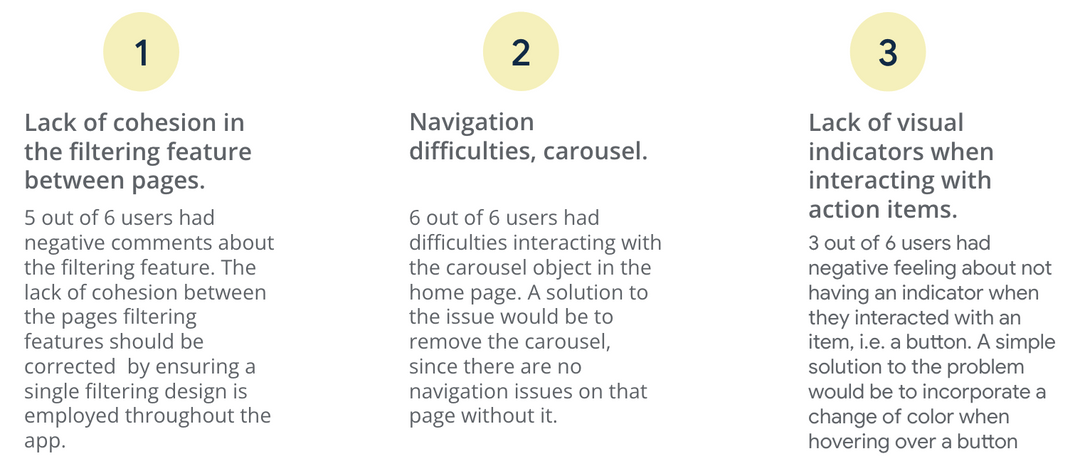 1
Lack of cohesion in
the filtering feature
between pages.
5 out of 6 users had
negative comments about
the filtering feature. The
lack of cohesion between
the pages filtering
features should be
corrected  by ensuring a
single filtering design is
employed throughout the
app.
2
Navigation
difficulties, carousel.
6 out of 6 users had
difficulties interacting with
the carousel object in the
home page. A solution to
the issue would be to
remove the carousel,
since there are no
navigation issues on that
page without it.
3
Lack of visual
indicators when
interacting with
action items.
3 out of 6 users had
negative feeling about not
having an indicator when
they interacted with an
item, i.e. a button. A simple
solution to the problem
would be to incorporate a
change of color when
hovering over a button